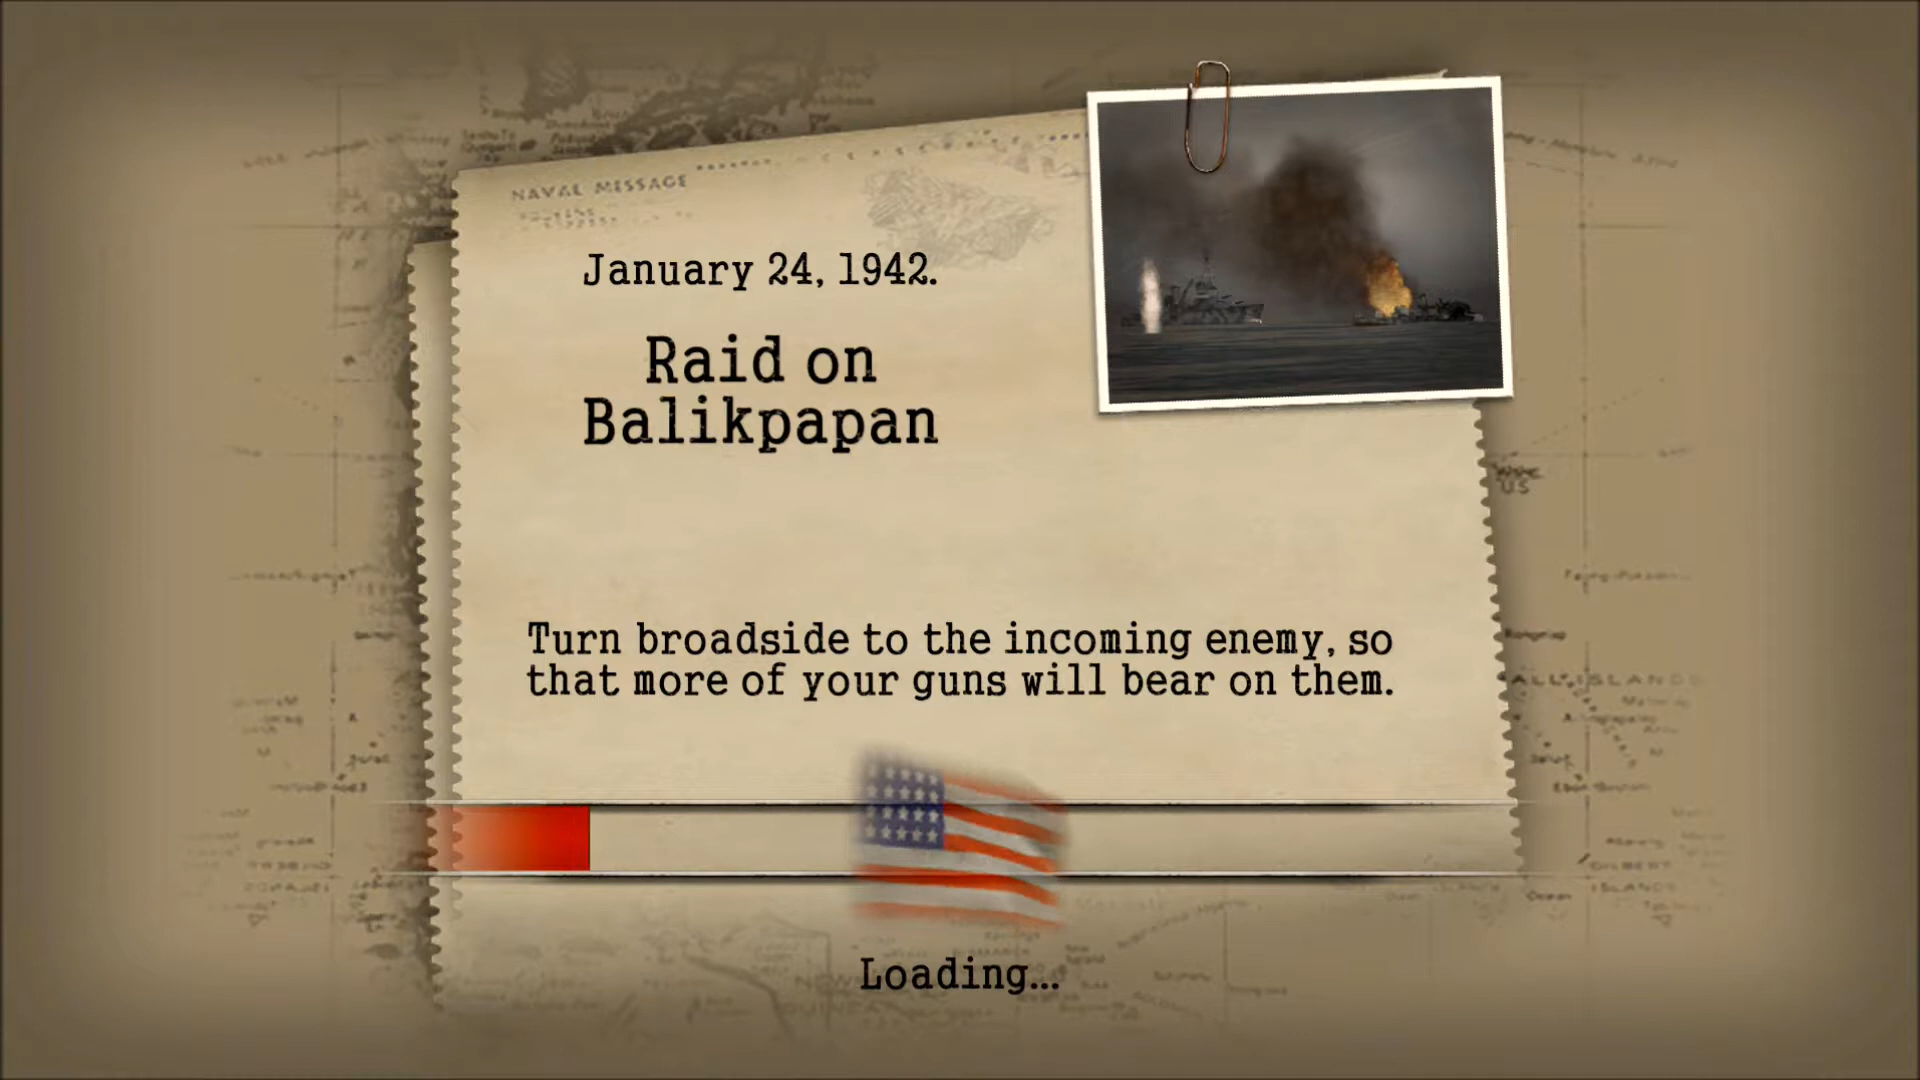 NAVAL MESSAGE
January 24, 1942.
Raid on
Balikpapan
Turn broadside to the incoming enemy, so
that more of your guns will bear on them.
Loading...